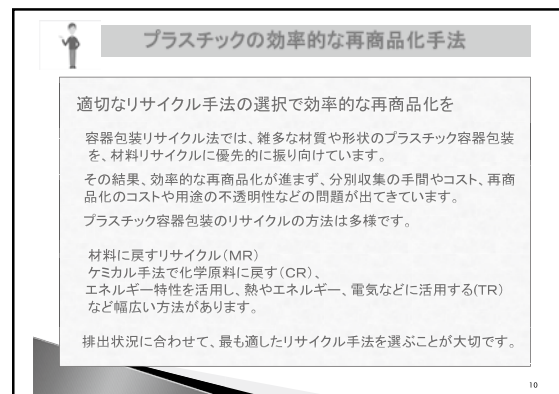 プラスチックの効率的な再商品化手法
適切なリサイクル手法の選択で効率的な再商品化を
容器包装リサイクル法では、雑多な材質や形状のプラスチック容器包装
を、材料リサイクルに優先的に振り向けています。
その結果、効率的な再商品化が進まず、分別収集の手間やコスト、再商
品化のコストや用途の不透明性などの問題が出てきています。
プラスチック容器包装のリサイクルの方法は多様です。
材料に戻すリサイクル(MR)
ケミカル手法で化学原料に戻す(CR)、
エネルギー特性を活用し、熱やエネルギー、電気などに活用する(TR)
など幅広い方法があります。
排出状況に合わせて、最も適したリサイクル手法を選ぶことが大切です。
10